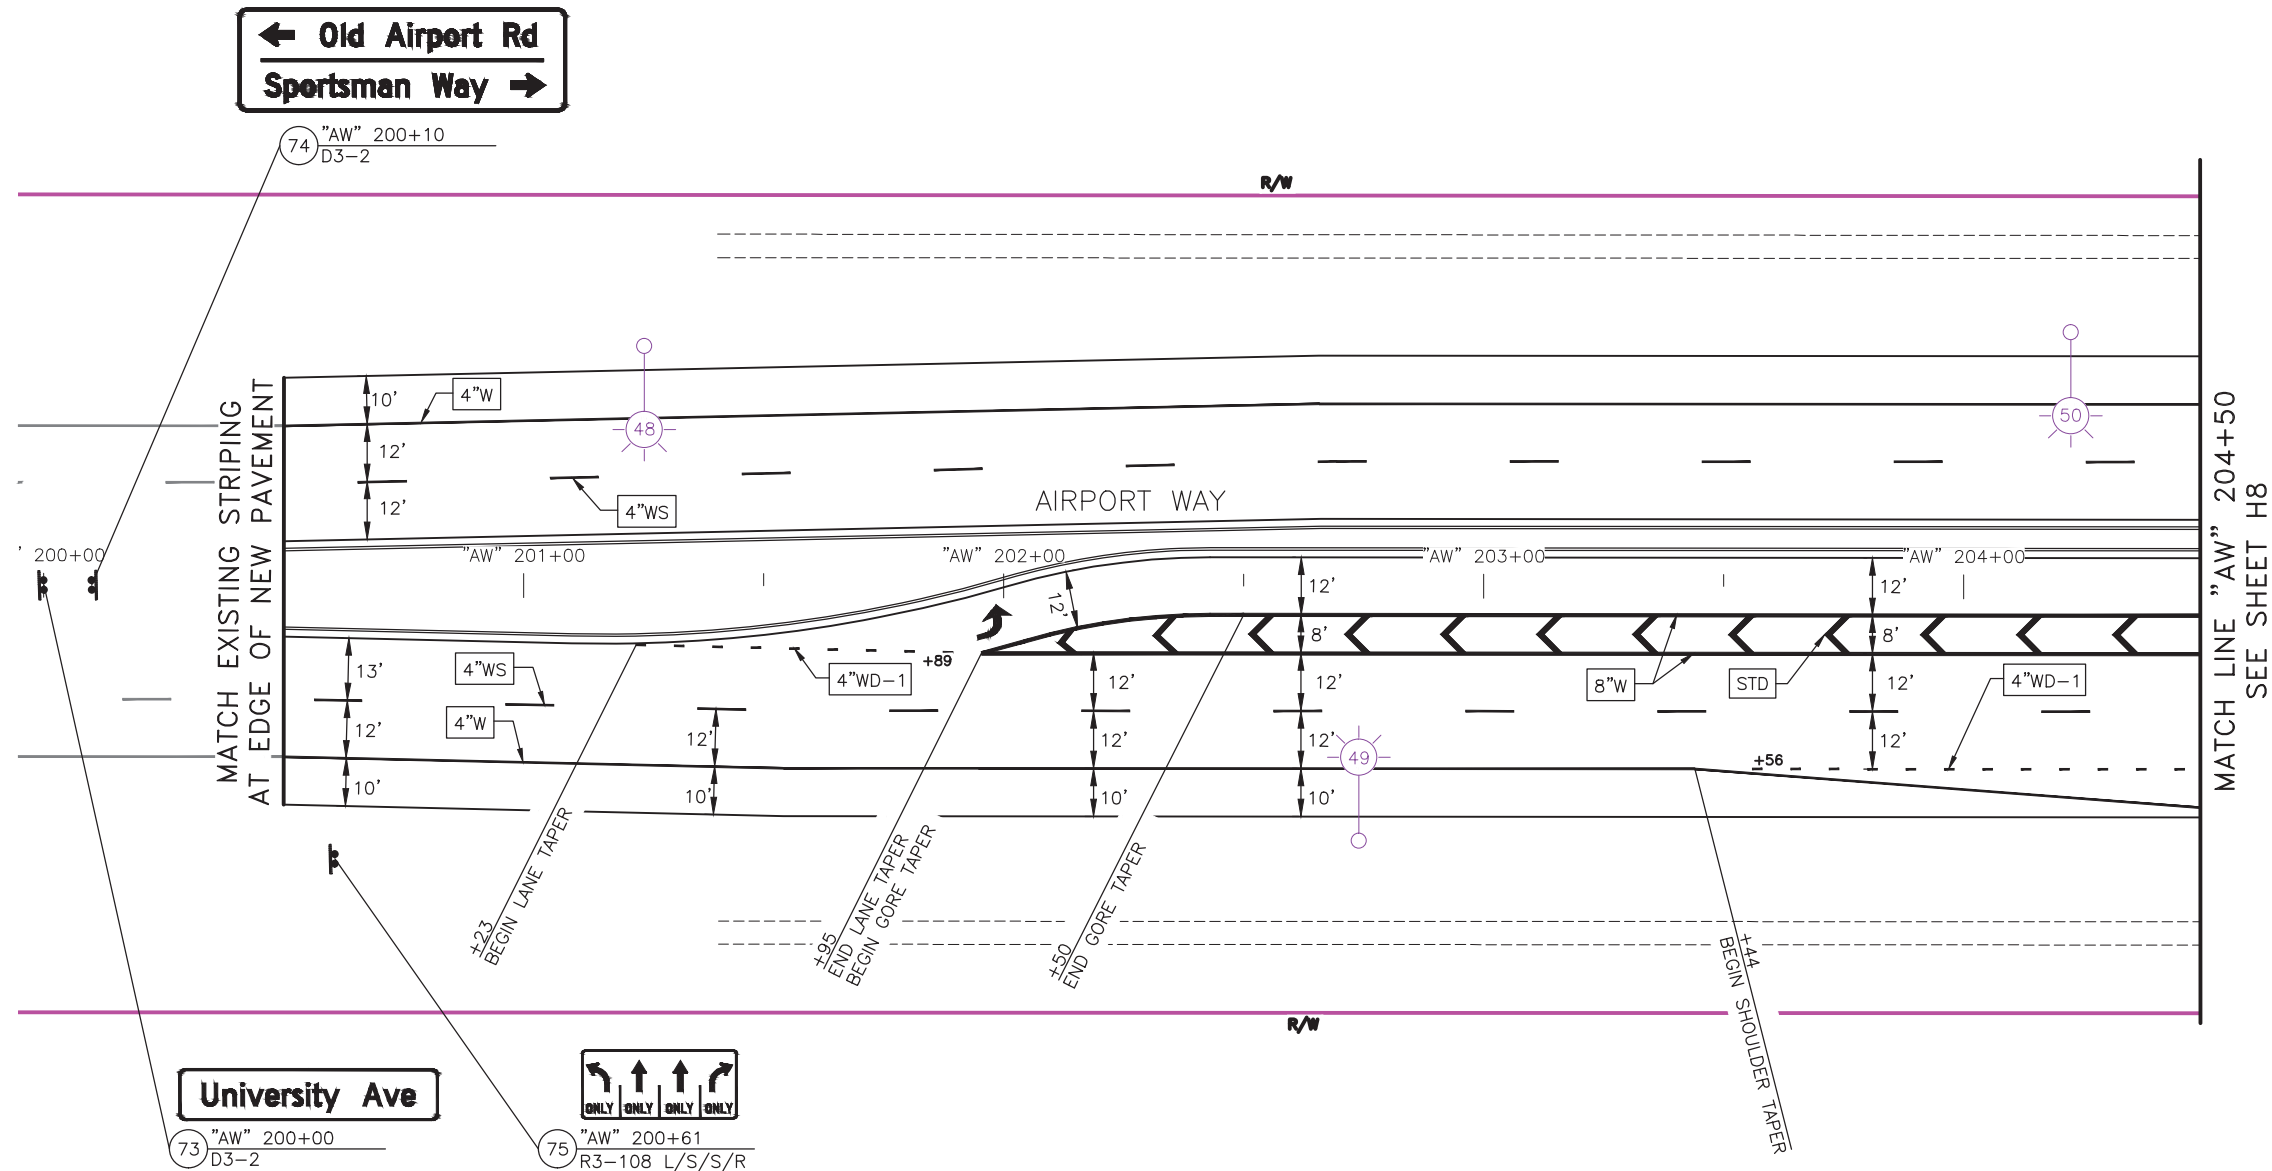 ← Old Airport Rd
Sportsman Way →
74
"AW" 200+10
D3-2
R/W
MATCH EXISTING STRIPING
AT EDGE OF NEW PAVEMENT
10'
4"W
48
50
12'
12'
4"WS
AIRPORT WAY
' 200+00
"AW" 201+00
"AW" 202+00
"AW" 203+00
"AW" 204+00
12'
12'
12'
8'
8'
+89
13'
4"WS
4"WD-1
12'
12'
8"W
STD
12'
4"WD-1
12'
4"W
12'
12'
12'
49
12'
+56
10'
10'
10'
10'
MATCH LINE "AW" 204+50
SEE SHEET H8
+23
BEGIN LANE TAPER
+95
END LANE TAPER
BEGIN GORE TAPER
+50
END GORE TAPER
+44
BEGIN SHOULDER TAPER
R/W
University Ave
73
"AW" 200+00
D3-2
ONLY ONLY ONLY ONLY
75
"AW" 200+61
R3-108 L/S/S/R